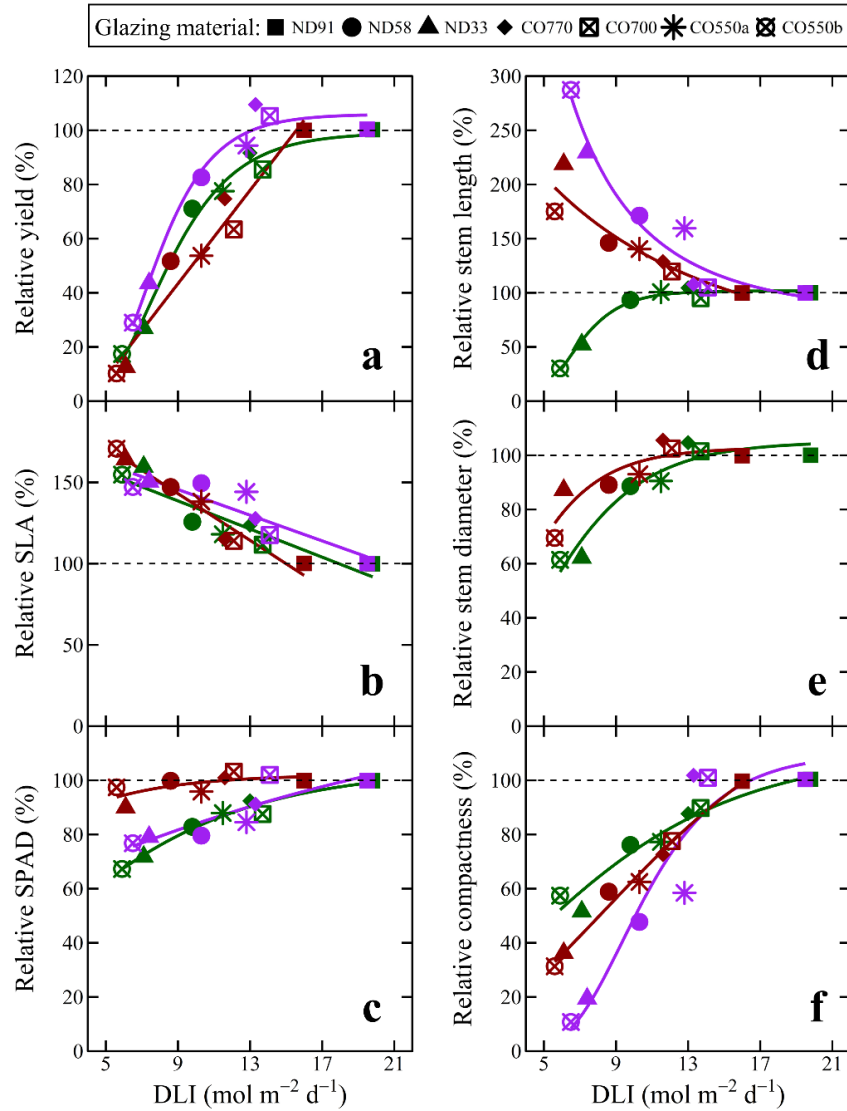 Glazing material: ND91 ND58 ND33 CO770 CO700 CO550a CO550b
120
100
80
60
40
20
0
Relative yield (%)
a
300
250
200
150
100
50
0
Relative stem length (%)
d
150
100
50
Relative SLA (%)
b
100
80
60
40
20
0
Relative stem diameter (%)
e
100
80
60
40
20
0
Relative SPAD (%)
c
100
80
60
40
20
0
Relative compactness (%)
f
5 9 13 17 21
DLI (mol m⁻² d⁻¹)
5 9 13 17 21
DLI (mol m⁻² d⁻¹)